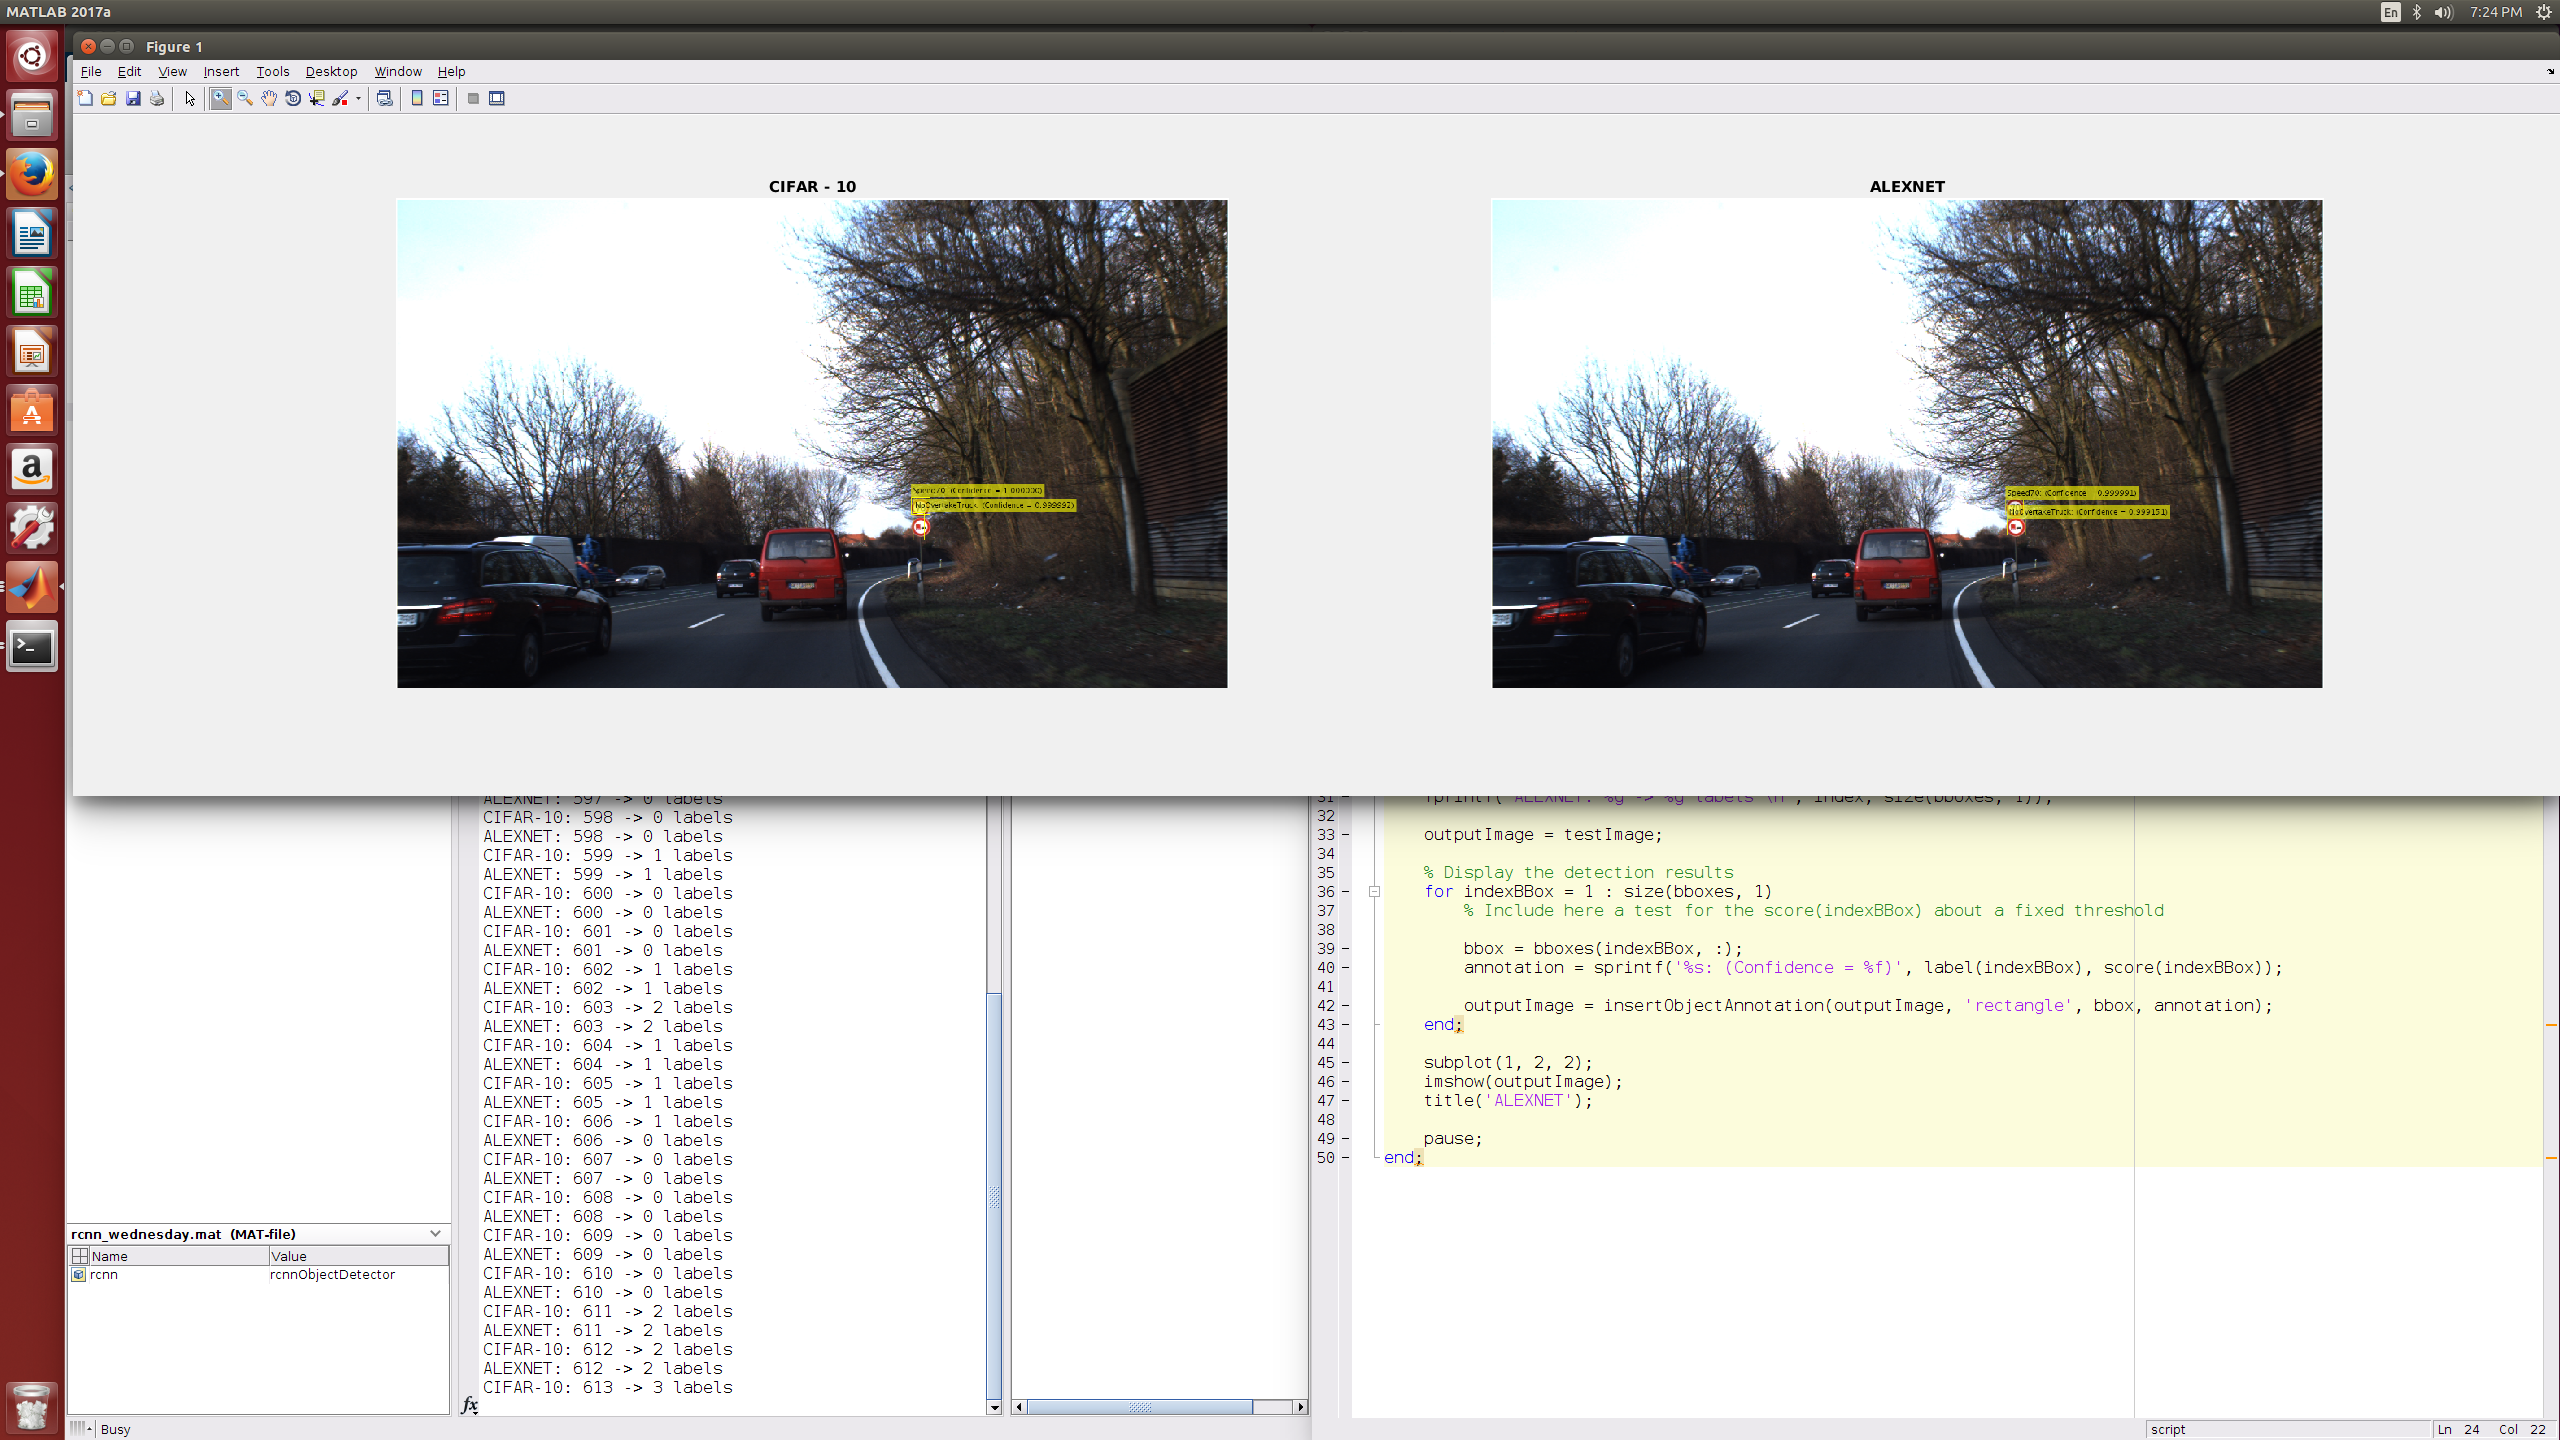 MATLAB 2017a
En
7:24 PM
Figure 1
File Edit View Insert Tools Desktop Window Help
CIFAR - 10
ALEXNET
Speed70: (Confidence = 1.000000)
NoOvertakeTruck: (Confidence = 0.999992)
Speed70: (Confidence = 0.999991)
NoOvertakeTruck: (Confidence = 0.999151)
ALEXNET: 597 -> 0 labels
CIFAR-10: 598 -> 0 labels
ALEXNET: 598 -> 0 labels
CIFAR-10: 599 -> 1 labels
ALEXNET: 599 -> 1 labels
CIFAR-10: 600 -> 0 labels
ALEXNET: 600 -> 0 labels
CIFAR-10: 601 -> 0 labels
ALEXNET: 601 -> 0 labels
CIFAR-10: 602 -> 1 labels
ALEXNET: 602 -> 1 labels
CIFAR-10: 603 -> 2 labels
ALEXNET: 603 -> 2 labels
CIFAR-10: 604 -> 1 labels
ALEXNET: 604 -> 1 labels
CIFAR-10: 605 -> 1 labels
ALEXNET: 605 -> 1 labels
CIFAR-10: 606 -> 1 labels
ALEXNET: 606 -> 0 labels
CIFAR-10: 607 -> 0 labels
ALEXNET: 607 -> 0 labels
CIFAR-10: 608 -> 0 labels
ALEXNET: 608 -> 0 labels
CIFAR-10: 609 -> 0 labels
ALEXNET: 609 -> 0 labels
CIFAR-10: 610 -> 0 labels
ALEXNET: 610 -> 0 labels
CIFAR-10: 611 -> 2 labels
ALEXNET: 611 -> 2 labels
CIFAR-10: 612 -> 2 labels
ALEXNET: 612 -> 2 labels
CIFAR-10: 613 -> 3 labels
fx
31 fprintf('ALEXNET: %g -> %g labels \n', index, size(bboxes, 1));
32
33 outputImage = testImage;
34
35 % Display the detection results
36 for indexBBox = 1 : size(bboxes, 1)
37 % Include here a test for the score(indexBBox) about a fixed threshold
38
39 bbox = bboxes(indexBBox, :);
40 annotation = sprintf('%s: (Confidence = %f)', label(indexBBox), score(indexBBox));
41
42 outputImage = insertObjectAnnotation(outputImage, 'rectangle', bbox, annotation);
43 end;
44
45 subplot(1, 2, 2);
46 imshow(outputImage);
47 title('ALEXNET');
48
49 pause;
50 end;
rcnn_wednesday.mat (MAT-file)
Name Value
rcnn rcnnObjectDetector
Busy
script
Ln 24 Col 22